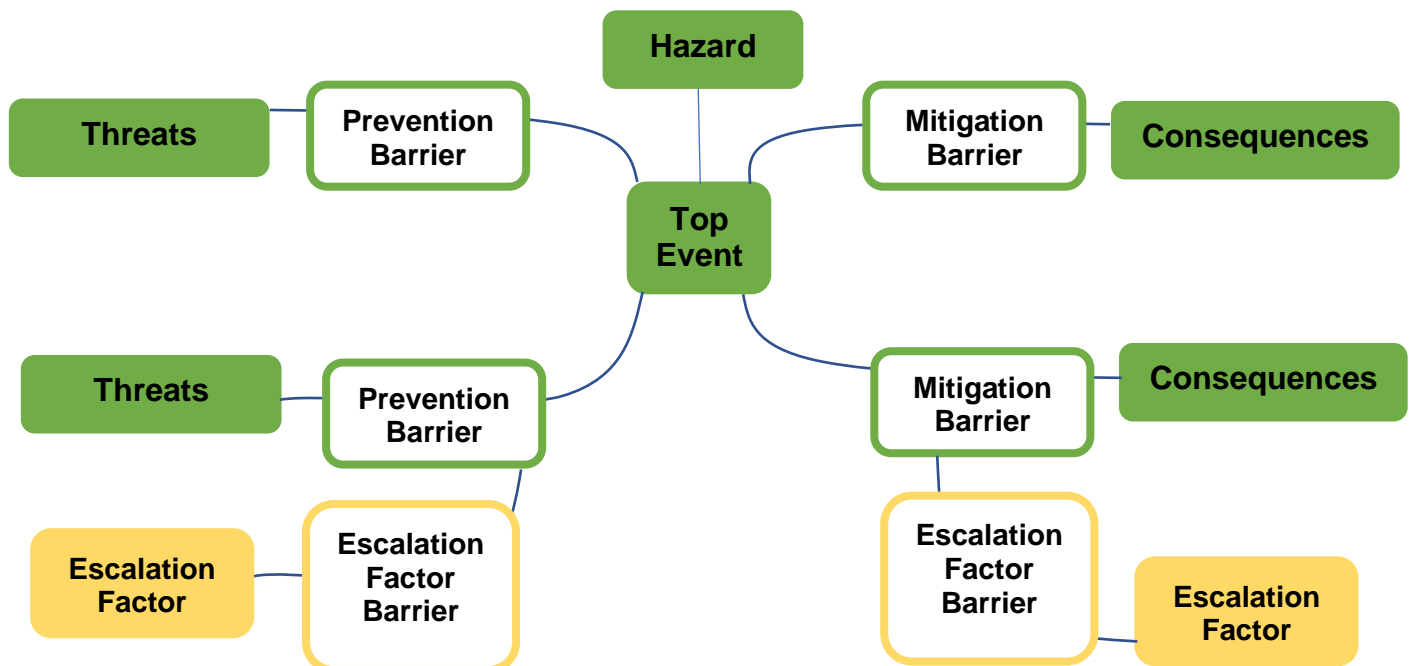 Hazard
Threats
Prevention
Barrier
Mitigation
Barrier
Consequences
Top
Event
Threats
Prevention
Barrier
Mitigation
Barrier
Consequences
Escalation
Factor
Escalation
Factor
Barrier
Escalation
Factor
Barrier
Escalation
Factor